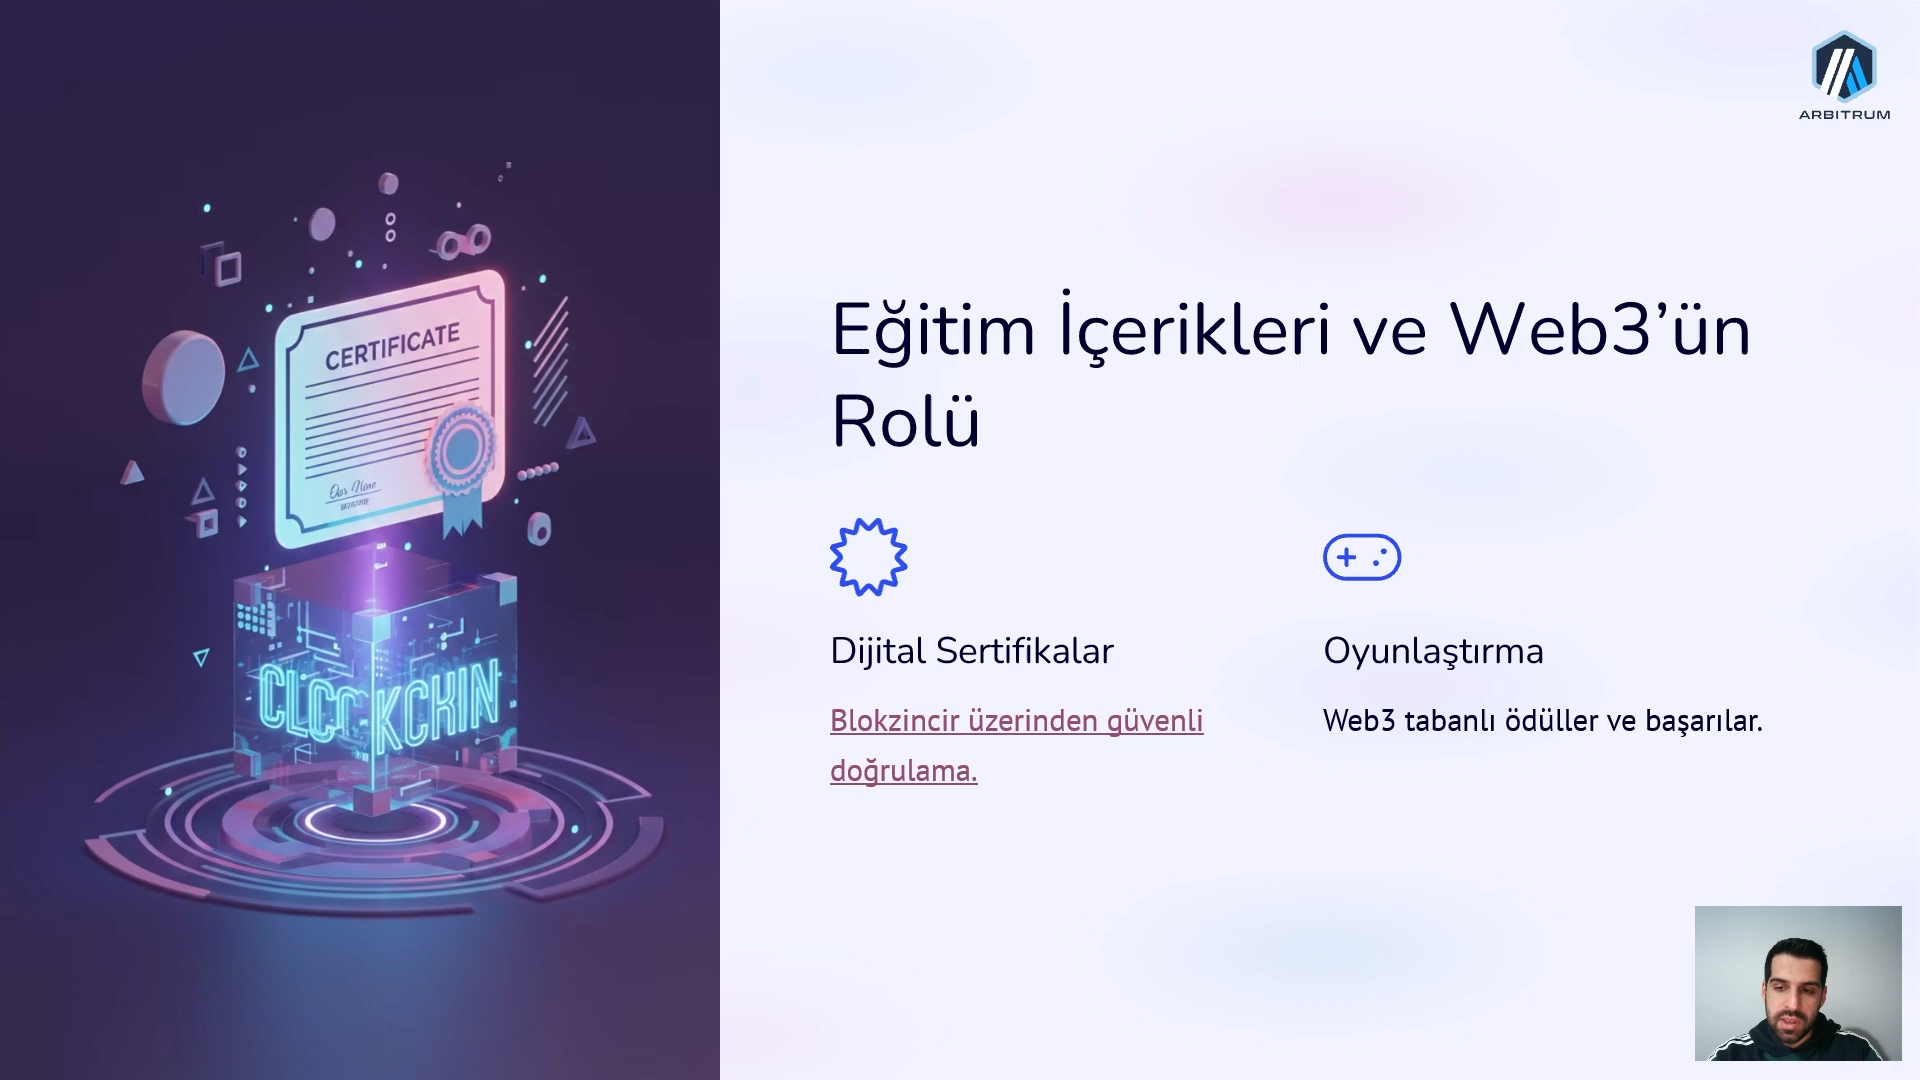 ARBITRUM
CERTIFICATE
CLCCKCKIN
Eğitim İçerikleri ve Web3’ün
Rolü
Dijital Sertifikalar
Blokzincir üzerinden güvenli
doğrulama.
Oyunlaştırma
Web3 tabanlı ödüller ve başarılar.